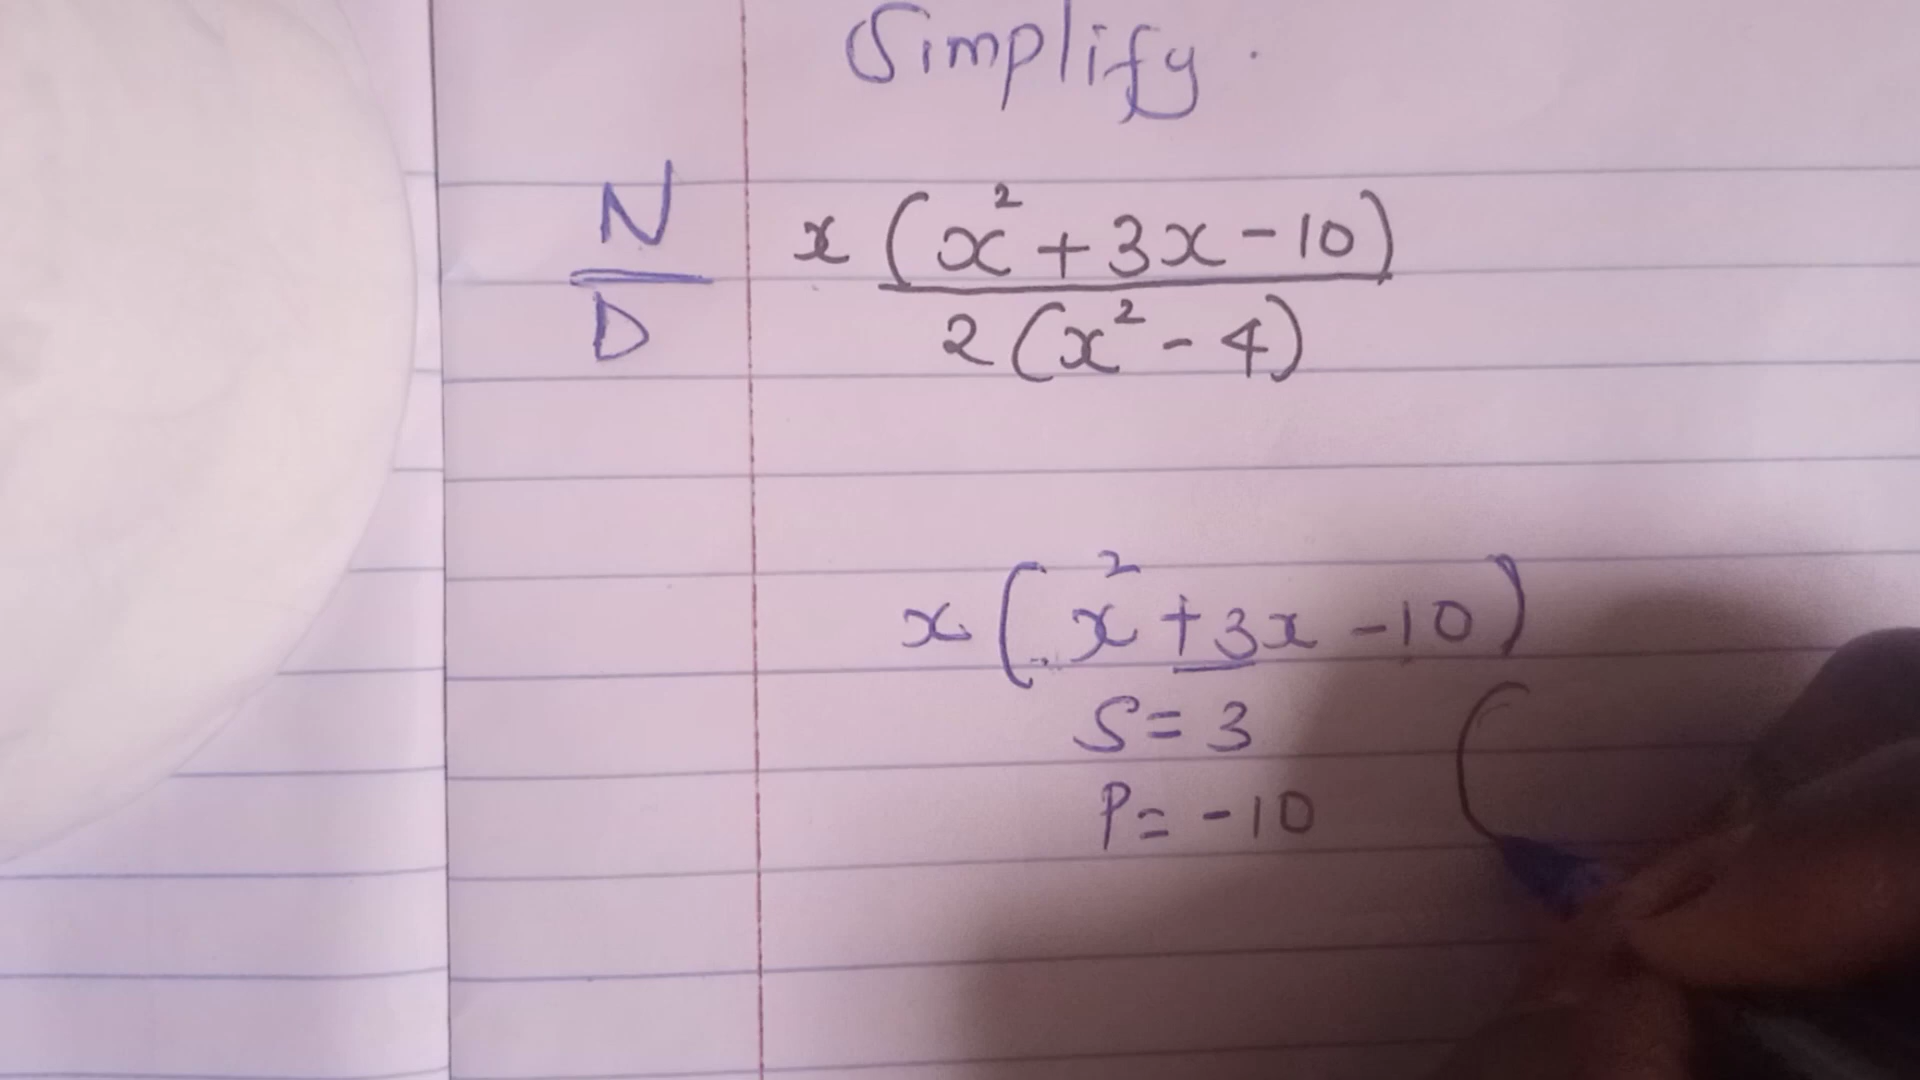 Simplify.
N
D
x (x² + 3x - 10)
2 (x² - 4)
x (x² + 3x - 10)
S = 3
P = -10 (